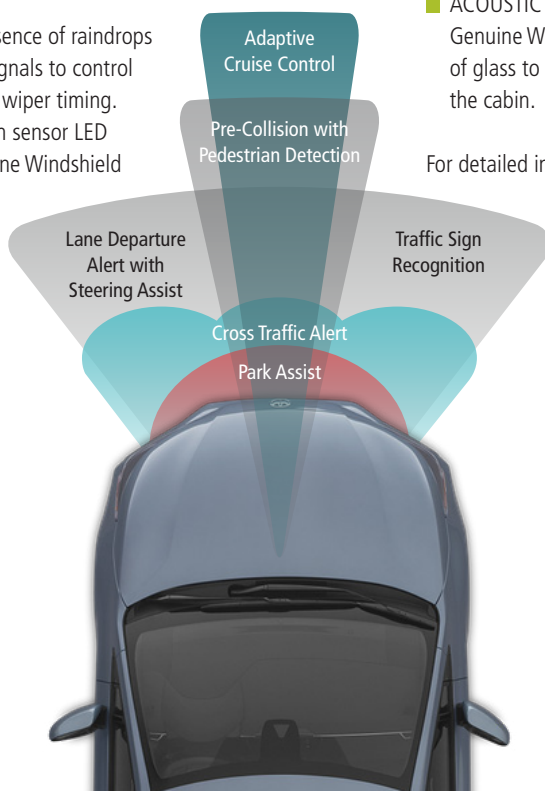 sence of raindrops
gnals to control
wiper timing.
n sensor LED
ne Windshield
ACOUSTIC
Genuine W
of glass to
the cabin.
For detailed in
Adaptive
Cruise Control
Pre-Collision with
Pedestrian Detection
Lane Departure
Alert with
Steering Assist
Traffic Sign
Recognition
Cross Traffic Alert
Park Assist